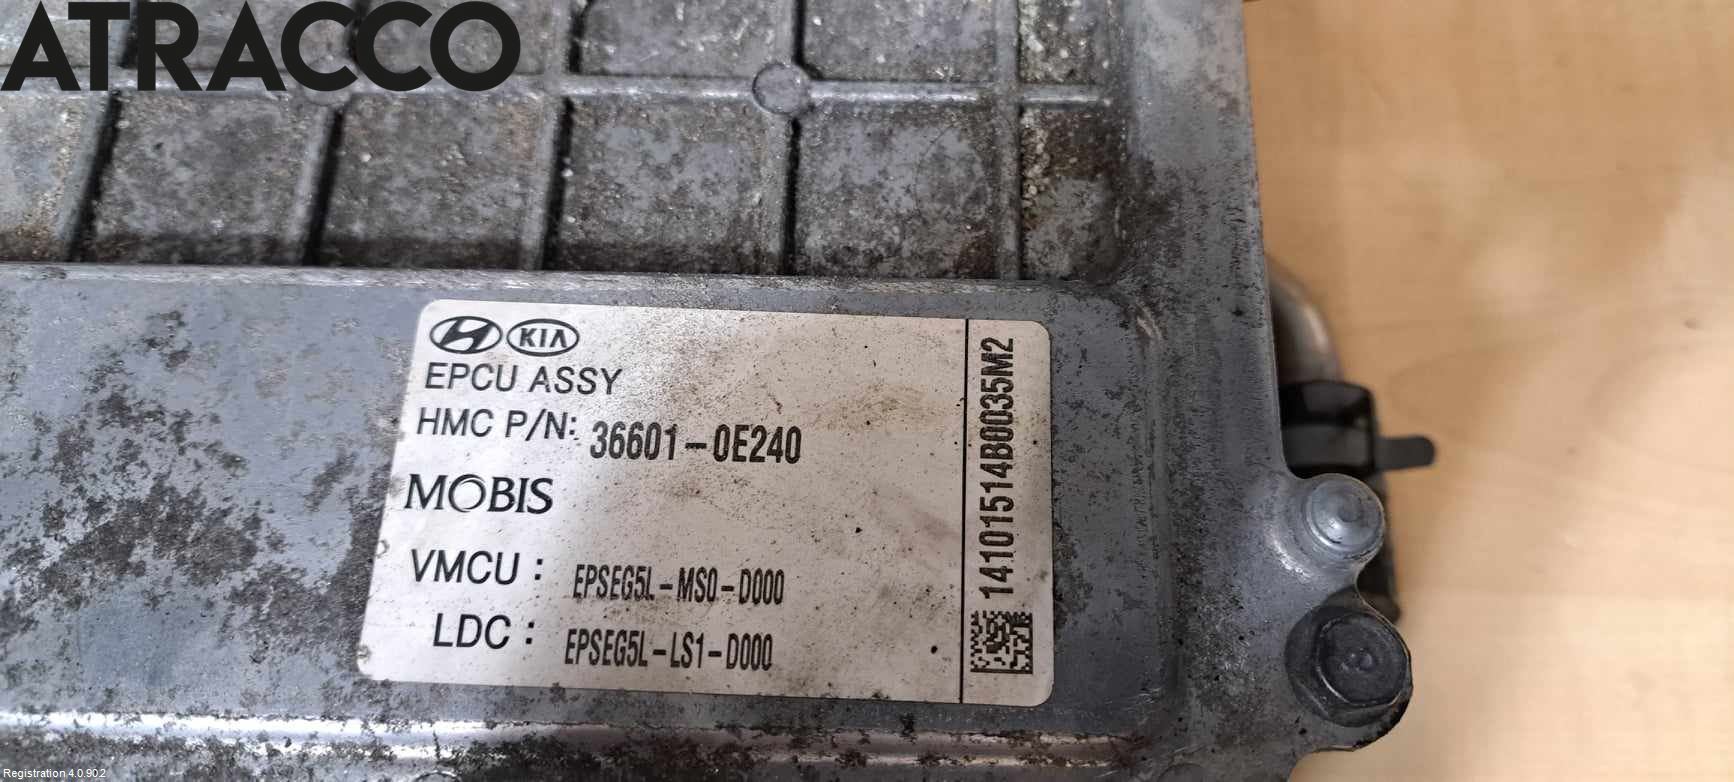 ATRACCO
KIA
EPCU ASSY
HMC P/N: 36601-0E240
MOBIS
VMCU : EPSEG5L-MS0-D000
LDC : EPSEG5L-LS1-D000
14101514B0035M2
Registration 4.0.902